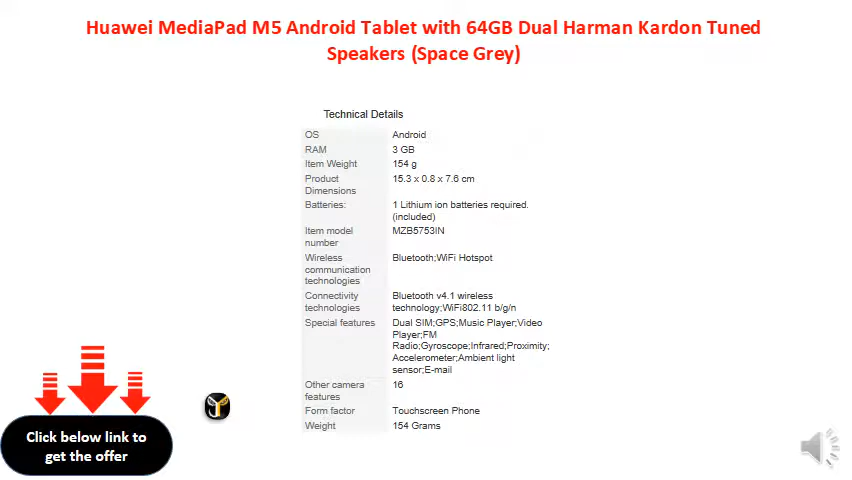 Huawei MediaPad M5 Android Tablet with 64GB Dual Harman Kardon Tuned
Speakers (Space Grey)
Technical Details
OS Android
RAM 3 GB
Item Weight 154 g
Product 15.3 x 0.8 x 7.6 cm
Dimensions
Batteries: 1 Lithium ion batteries required.
(included)
Item model MZB5753IN
number
Wireless Bluetooth;WiFi Hotspot
communication
technologies
Connectivity Bluetooth v4.1 wireless
technologies technology;WiFi802.11 b/g/n
Special features Dual SIM;GPS;Music Player;Video
Player;FM
Radio;Gyroscope;Infrared;Proximity;
Accelerometer;Ambient light
sensor;E-mail
Other camera 16
features
Form factor Touchscreen Phone
Weight 154 Grams
Click below link to
get the offer